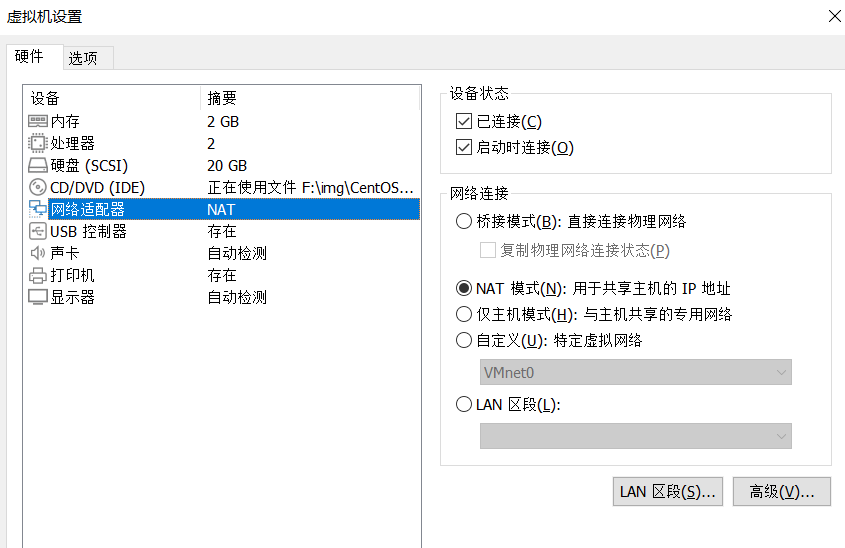 虚拟机设置
硬件 选项
设备 摘要
内存 2 GB
处理器 2
硬盘 (SCSI) 20 GB
CD/DVD (IDE) 正在使用文件 F:\img\CentOS...
网络适配器 NAT
USB 控制器 存在
声卡 自动检测
打印机 存在
显示器 自动检测
设备状态
已连接(C)
启动时连接(O)
网络连接
桥接模式(B): 直接连接物理网络
复制物理网络连接状态(P)
NAT 模式(N): 用于共享主机的 IP 地址
仅主机模式(H): 与主机共享的专用网络
自定义(U): 特定虚拟网络
VMnet0
LAN 区段(L):
LAN 区段(S)... 高级(V)...